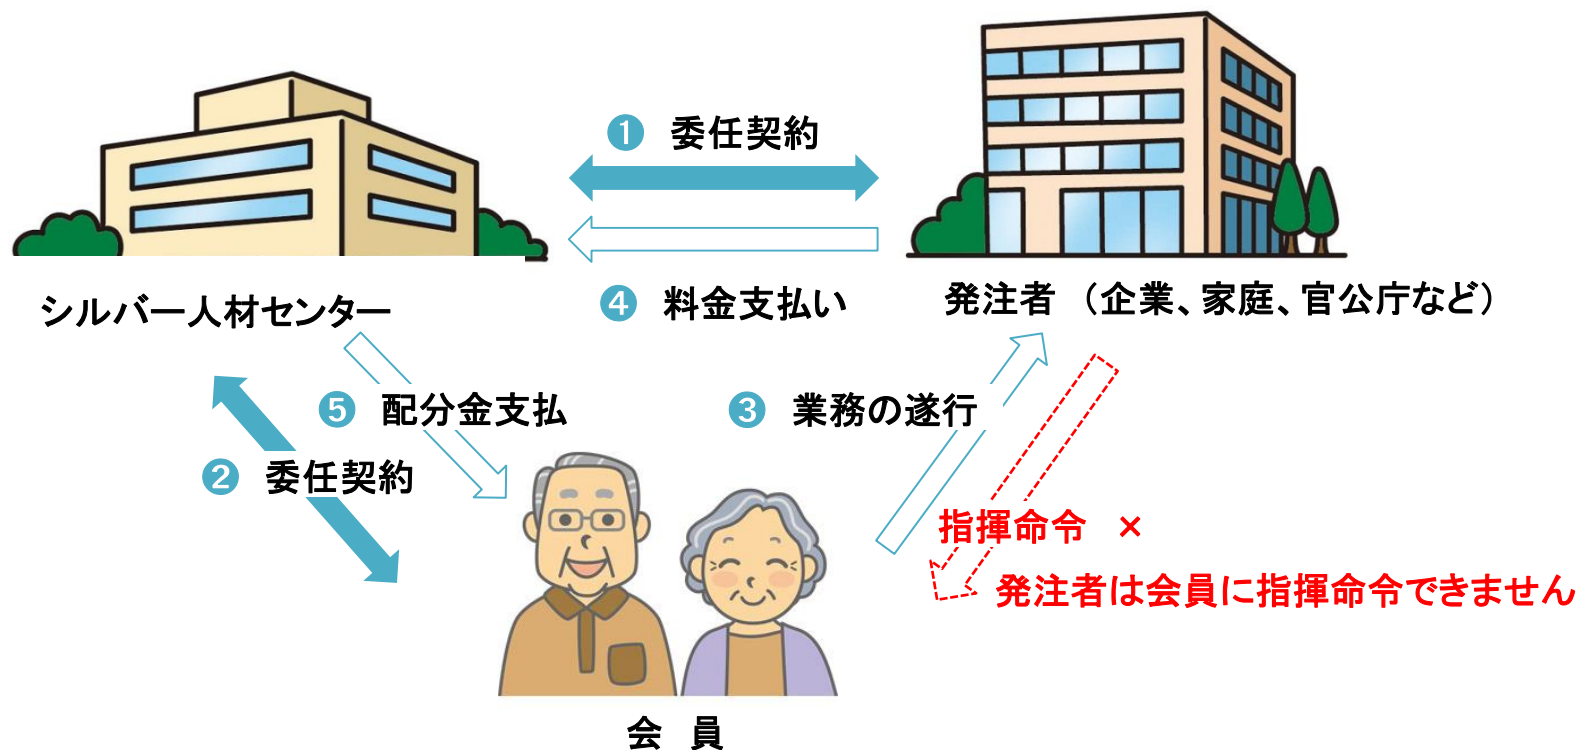 ❶ 委任契約
シルバー人材センター
❹ 料金支払い
発注者 （企業、家庭、官公庁など）
❺ 配分金支払
❸ 業務の遂行
❷ 委任契約
指揮命令 ×
発注者は会員に指揮命令できません
会 員